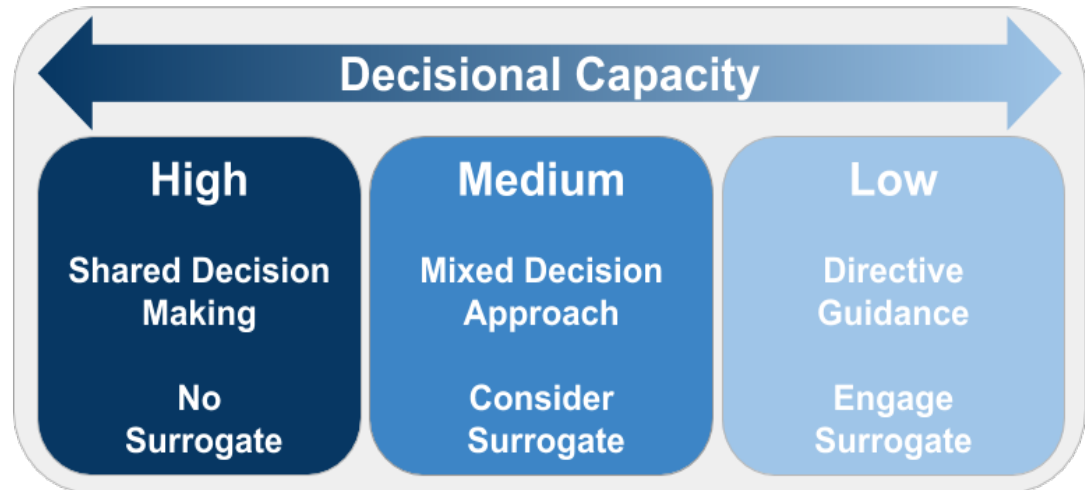 Decisional Capacity
High
Shared Decision
Making
No
Surrogate
Medium
Mixed Decision
Approach
Consider
Surrogate
Low
Directive
Guidance
Engage
Surrogate